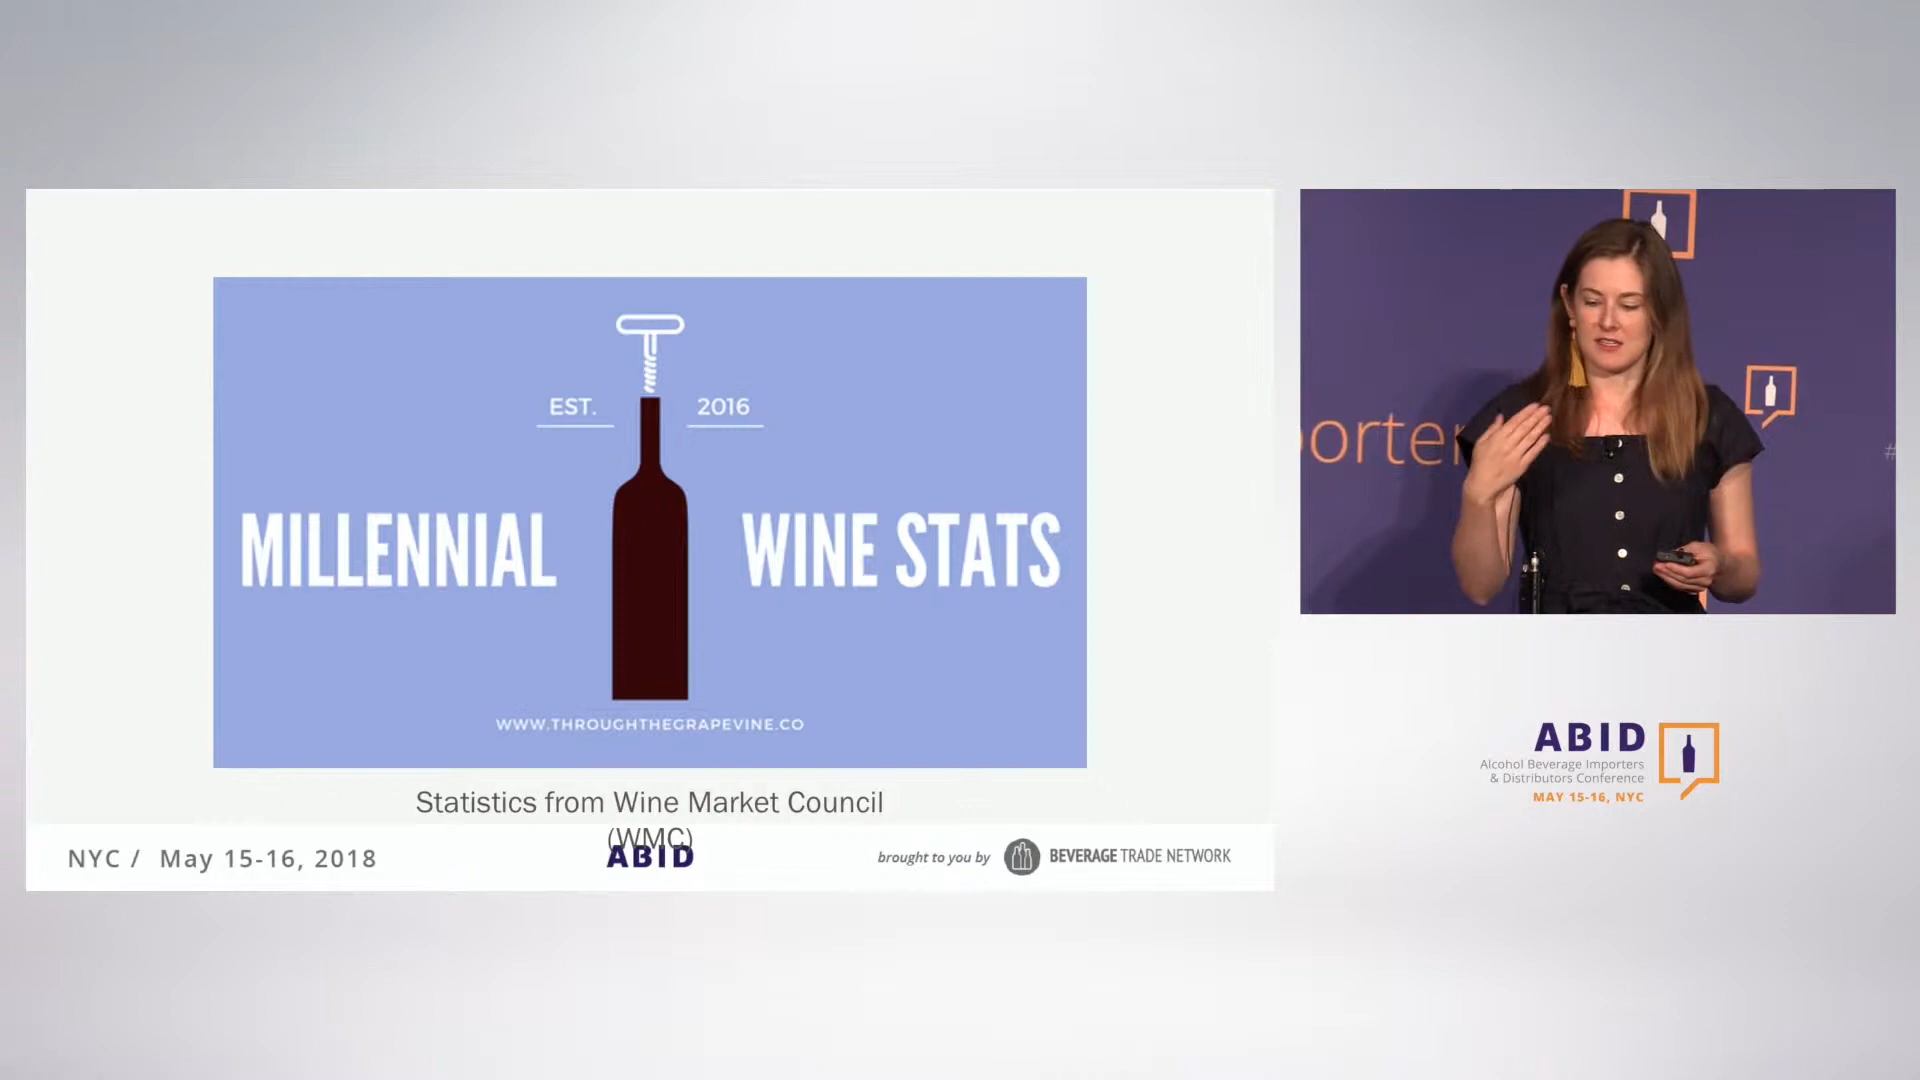 EST. 2016
MILLENNIAL WINE STATS
WWW.THROUGHTHEGRAPEVINE.CO
Statistics from Wine Market Council
(WMC)
NYC / May 15-16, 2018
ABID
brought to you by BEVERAGE TRADE NETWORK
#
ABID
Alcohol Beverage Importers
& Distributors Conference
MAY 15-16, NYC